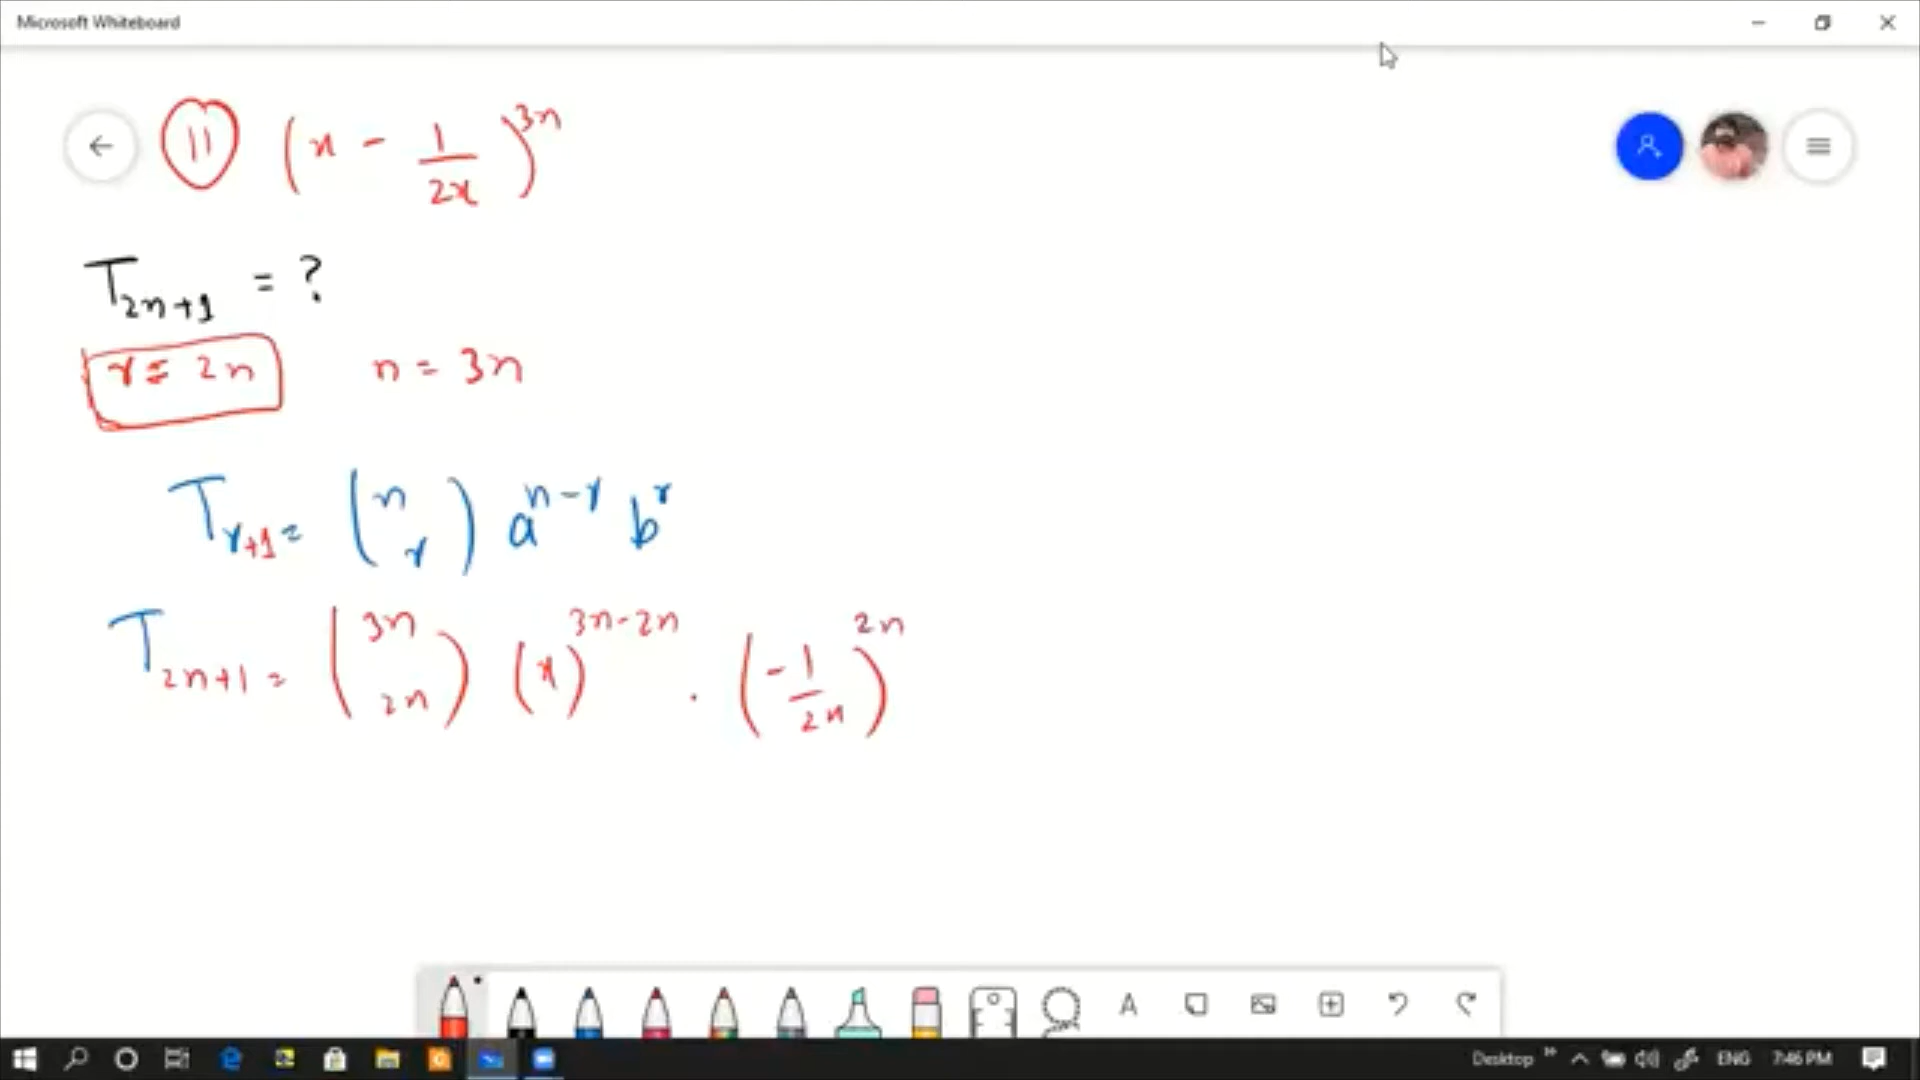 Microsoft Whiteboard
11 (x - 1/2x)^3n
T_2n+1 = ?
r = 2n n = 3n
T_r+1 = (n r) a^n-r b^r
T_2n+1 = (3n 2n) (x)^3n-2n . (-1/2x)^2n
A
Desktop ENG 7:46 PM